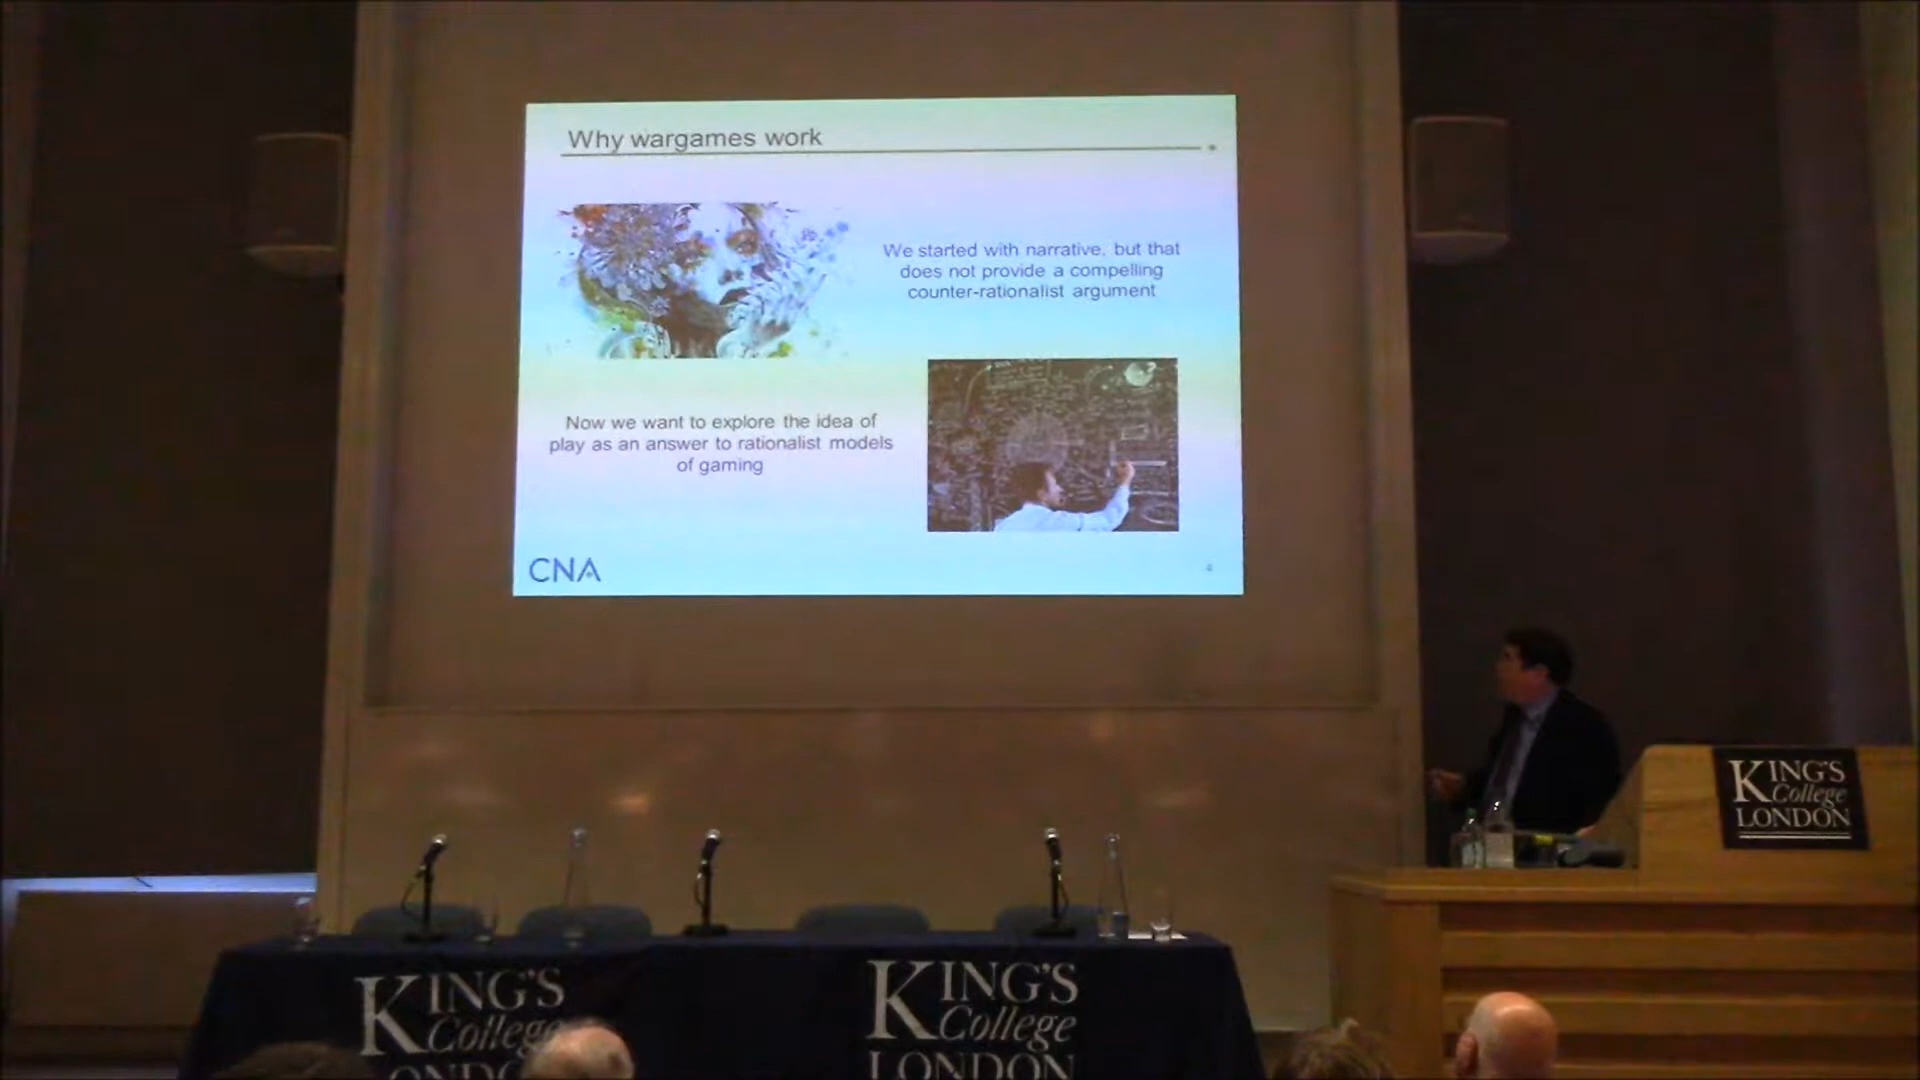 Why wargames work
We started with narrative, but that
does not provide a compelling
counter-rationalist argument
Now we want to explore the idea of
play as an answer to rationalist models
of gaming
CNA
4
KING'S
College
LONDON
KING'S
College
KING'S
College
LONDON